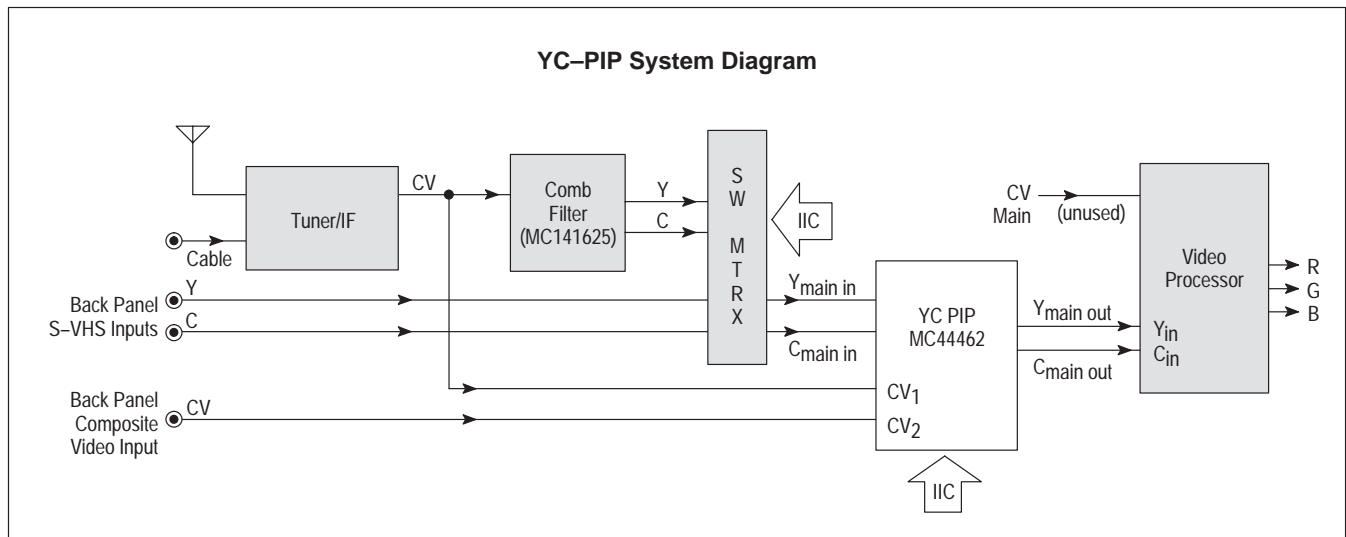 YC–PIP System Diagram
Tuner/IF
CV
Cable
Comb
Filter
(MC141625)
Y
C
S
W
M
T
R
X
IIC
CV
Main
(unused)
Video
Processor
R
G
B
Back Panel
S–VHS Inputs
Y
C
Ymain in
Cmain in
YC PIP
MC44462
Ymain out
Cmain out
Yin
Cin
CV1
CV2
Back Panel
Composite
Video Input
CV
IIC